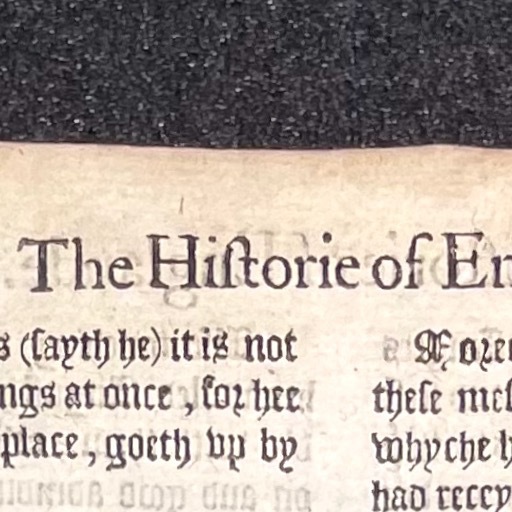 The Hiſtorie of En
s (ſayth he) it is not
ngs at once, for hee
place, goeth vp by
Moreo
theſe meſ
whyche h
had recey